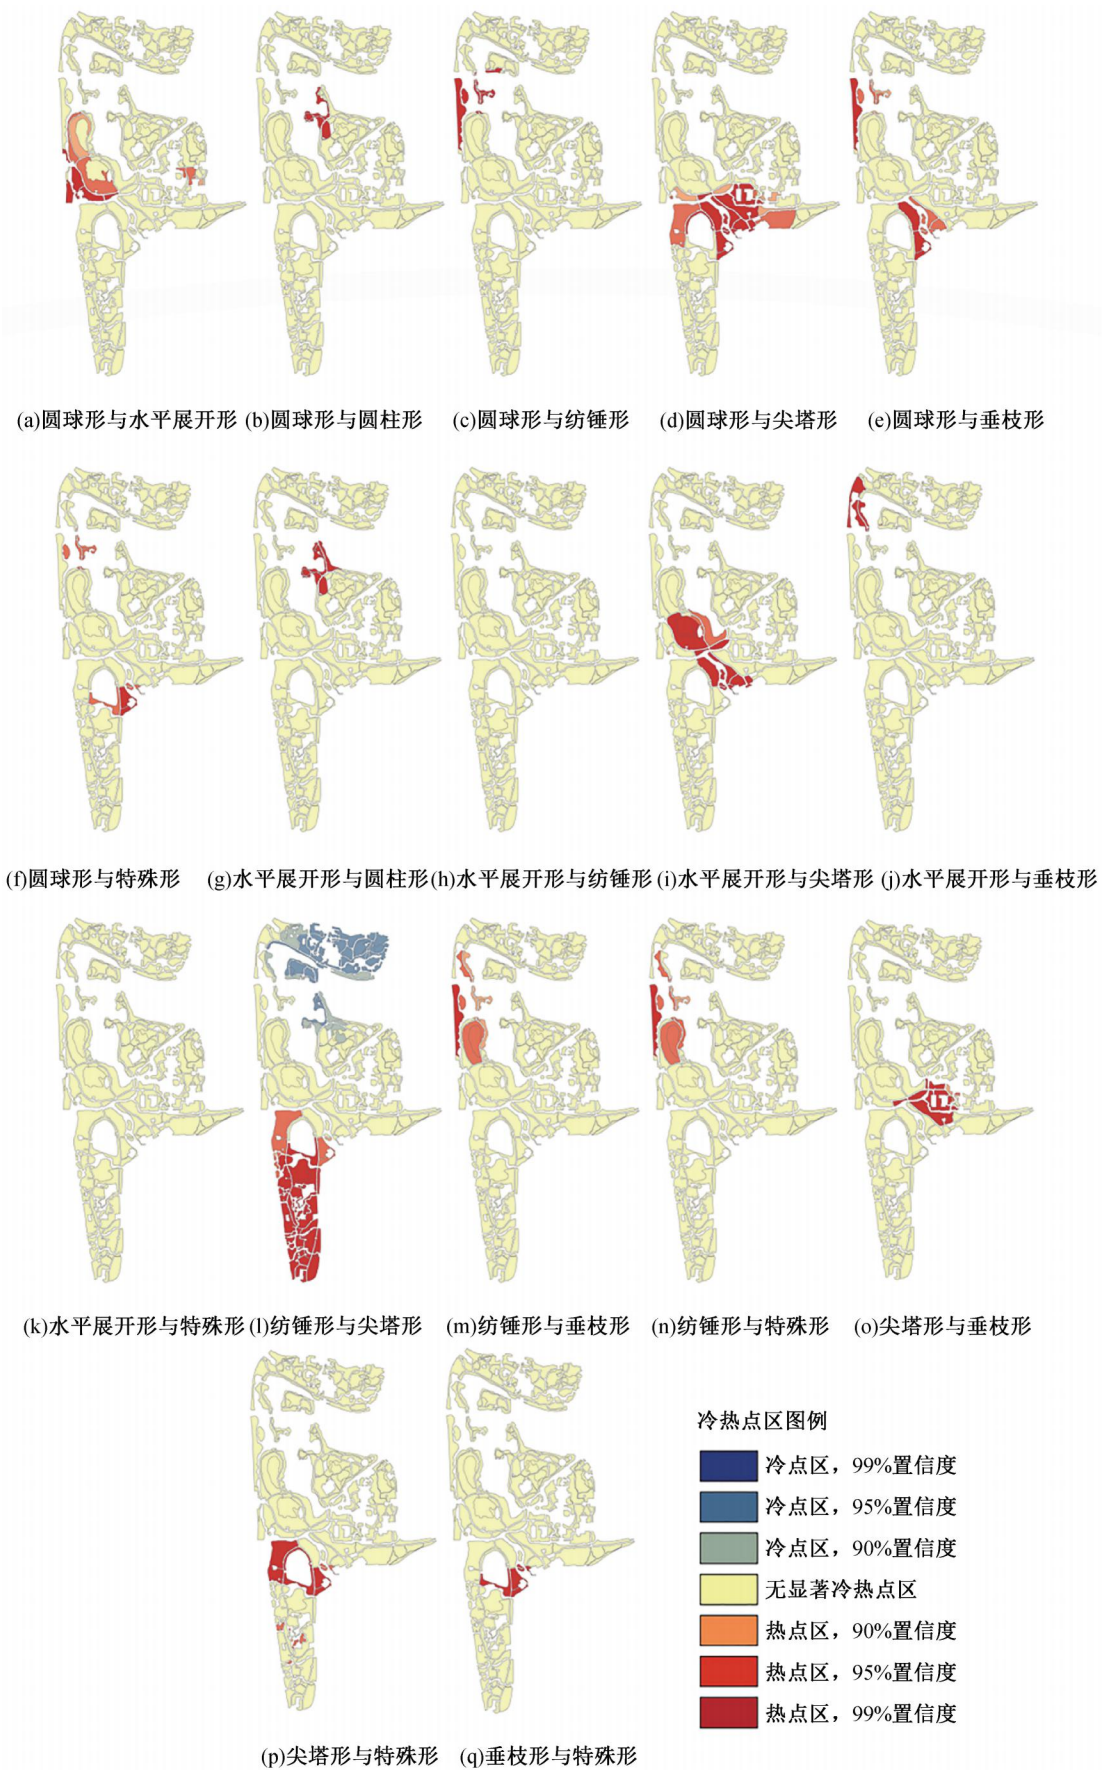 (a)圆球形与水平展开形 (b)圆球形与圆柱形 (c)圆球形与纺锤形 (d)圆球形与尖塔形 (e)圆球形与垂枝形
(f)圆球形与特殊形 (g)水平展开形与圆柱形 (h)水平展开形与纺锤形 (i)水平展开形与尖塔形 (j)水平展开形与垂枝形
(k)水平展开形与特殊形 (l)纺锤形与尖塔形 (m)纺锤形与垂枝形 (n)纺锤形与特殊形 (o)尖塔形与垂枝形
冷热点区图例
冷点区，99%置信度
冷点区，95%置信度
冷点区，90%置信度
无显著冷热点区
热点区，90%置信度
热点区，95%置信度
热点区，99%置信度
(p)尖塔形与特殊形 (q)垂枝形与特殊形